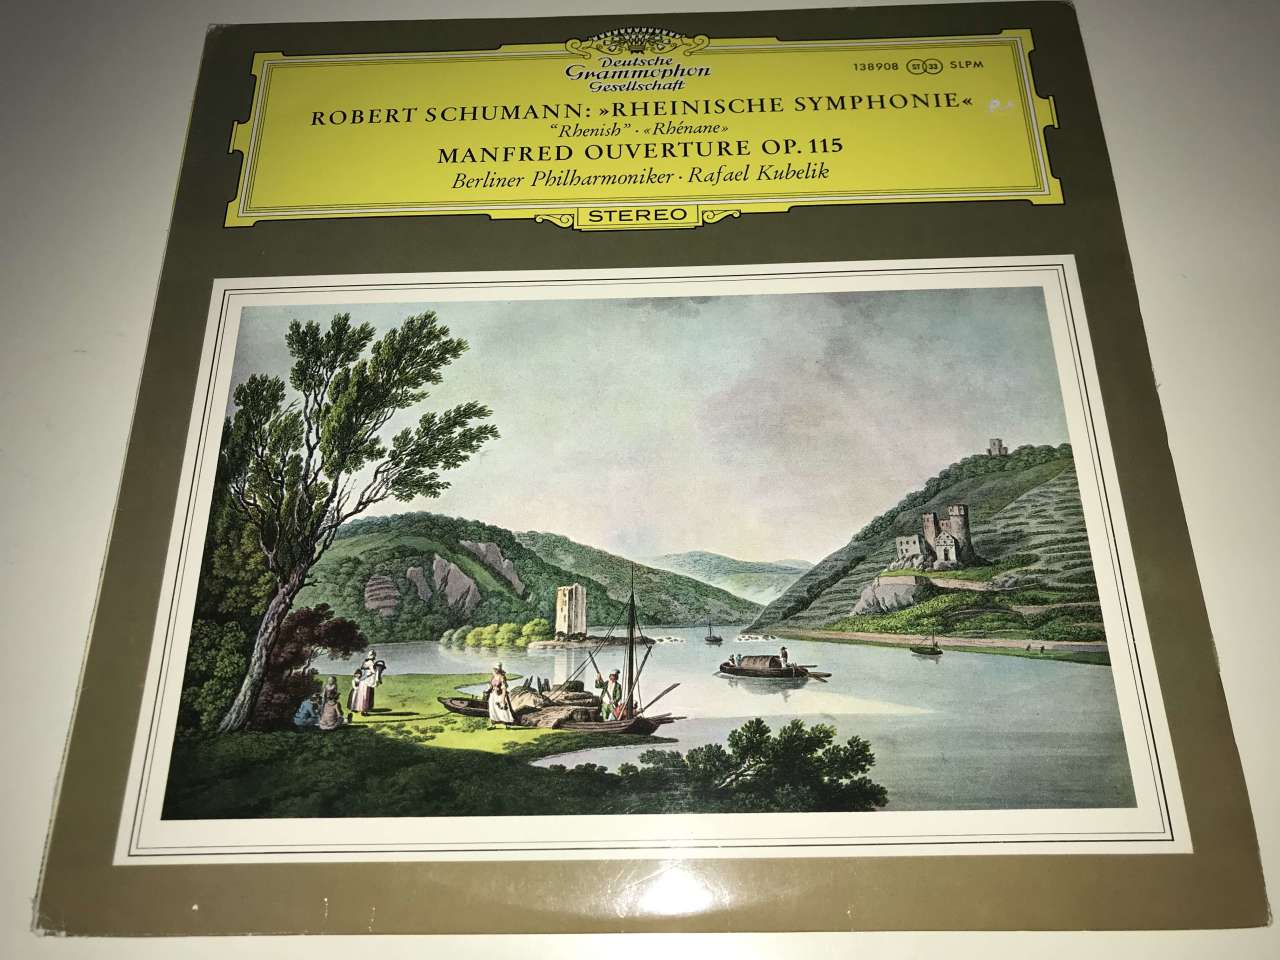 Deutsche
Grammophon
Gesellschaft
138908 ST 33 SLPM
ROBERT SCHUMANN: »RHEINISCHE SYMPHONIE«
"Rhenish" · «Rhénane»
MANFRED OUVERTURE OP. 115
Berliner Philharmoniker · Rafael Kubelik
STEREO